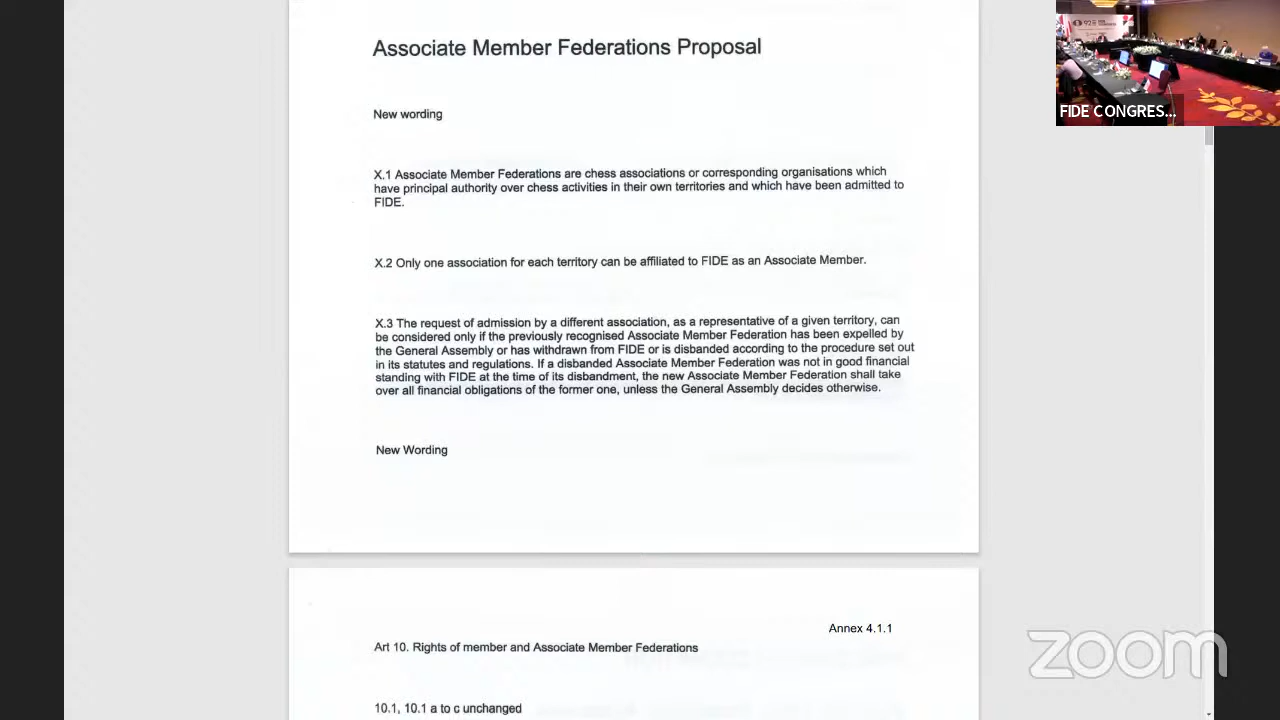 Associate Member Federations Proposal
New wording
X.1 Associate Member Federations are chess associations or corresponding organisations which
have principal authority over chess activities in their own territories and which have been admitted to
FIDE.
X.2 Only one association for each territory can be affiliated to FIDE as an Associate Member.
X.3 The request of admission by a different association, as a representative of a given territory, can
be considered only if the previously recognised Associate Member Federation has been expelled by
the General Assembly or has withdrawn from FIDE or is disbanded according to the procedure set out
in its statutes and regulations. If a disbanded Associate Member Federation was not in good financial
standing with FIDE at the time of its disbandment, the new Associate Member Federation shall take
over all financial obligations of the former one, unless the General Assembly decides otherwise.
New Wording
Annex 4.1.1
Art 10. Rights of member and Associate Member Federations
10.1, 10.1 a to c unchanged
FIDE CONGRES...
zoom